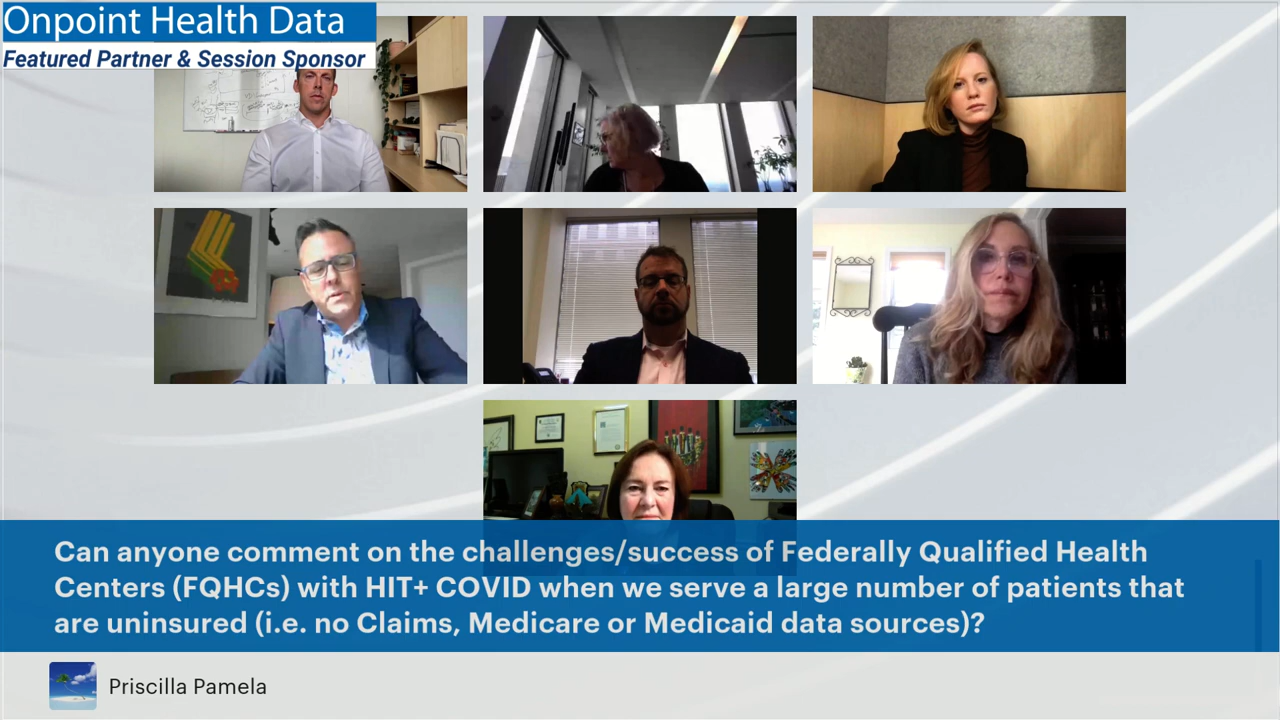 Onpoint Health Data
Featured Partner & Session Sponsor
Can anyone comment on the challenges/success of Federally Qualified Health
Centers (FQHCs) with HIT+ COVID when we serve a large number of patients that
are uninsured (i.e. no Claims, Medicare or Medicaid data sources)?
Priscilla Pamela